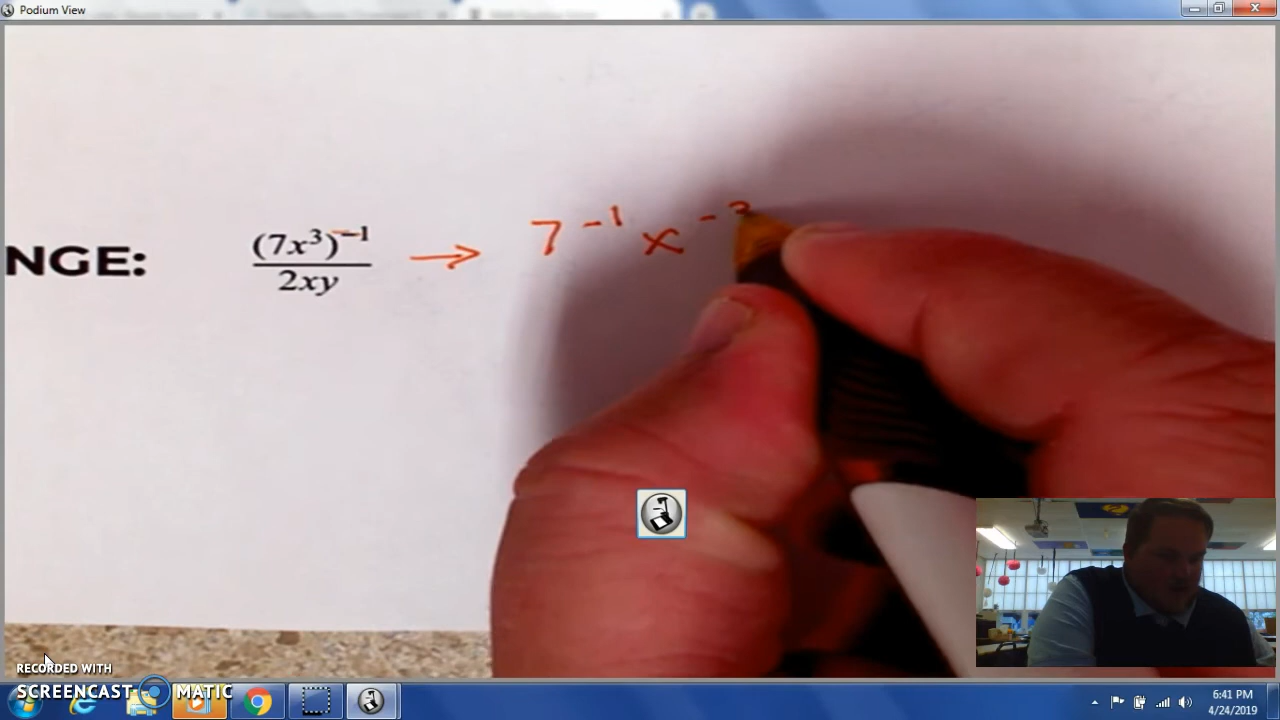 Podium View
NGE: (7x³)⁻¹ / 2xy → 7⁻¹ x⁻³
RECORDED WITH
SCREENCAST MATIC
6:41 PM
4/24/2019